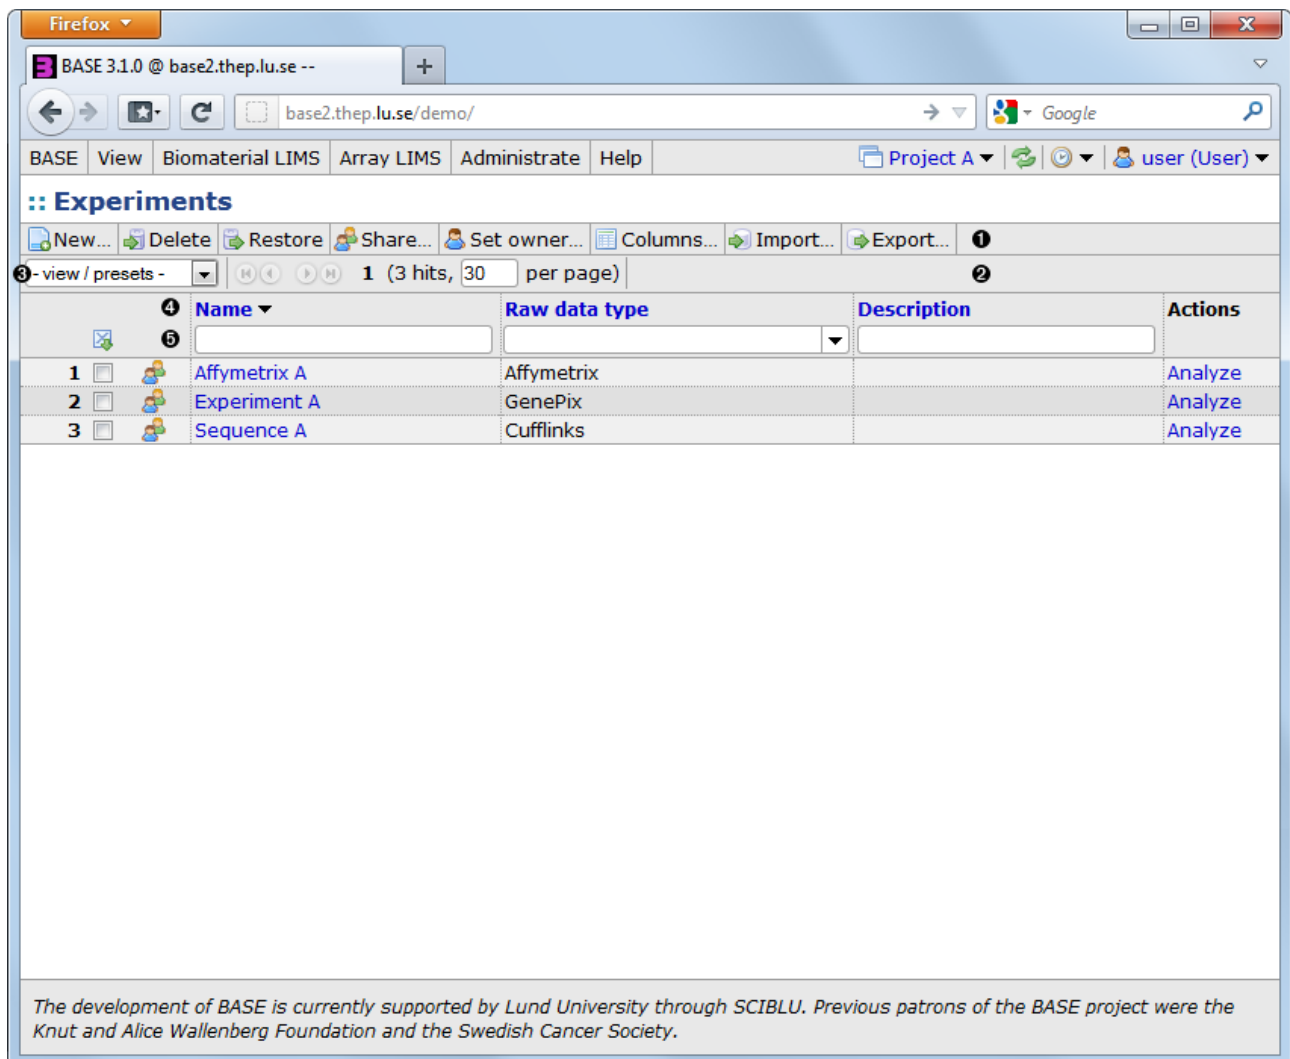 Firefox
BASE 3.1.0 @ base2.thep.lu.se --
base2.thep.lu.se/demo/ Google
BASE View Biomaterial LIMS Array LIMS Administrate Help Project A user (User)
:: Experiments
New... Delete Restore Share... Set owner... Columns... Import... Export... ❶
❸ - view / presets - 1 (3 hits, 30 per page) ❷
❹ Name Raw data type Description Actions
❺
1 Affymetrix A Affymetrix Analyze
2 Experiment A GenePix Analyze
3 Sequence A Cufflinks Analyze
The development of BASE is currently supported by Lund University through SCIBLU. Previous patrons of the BASE project were the
Knut and Alice Wallenberg Foundation and the Swedish Cancer Society.